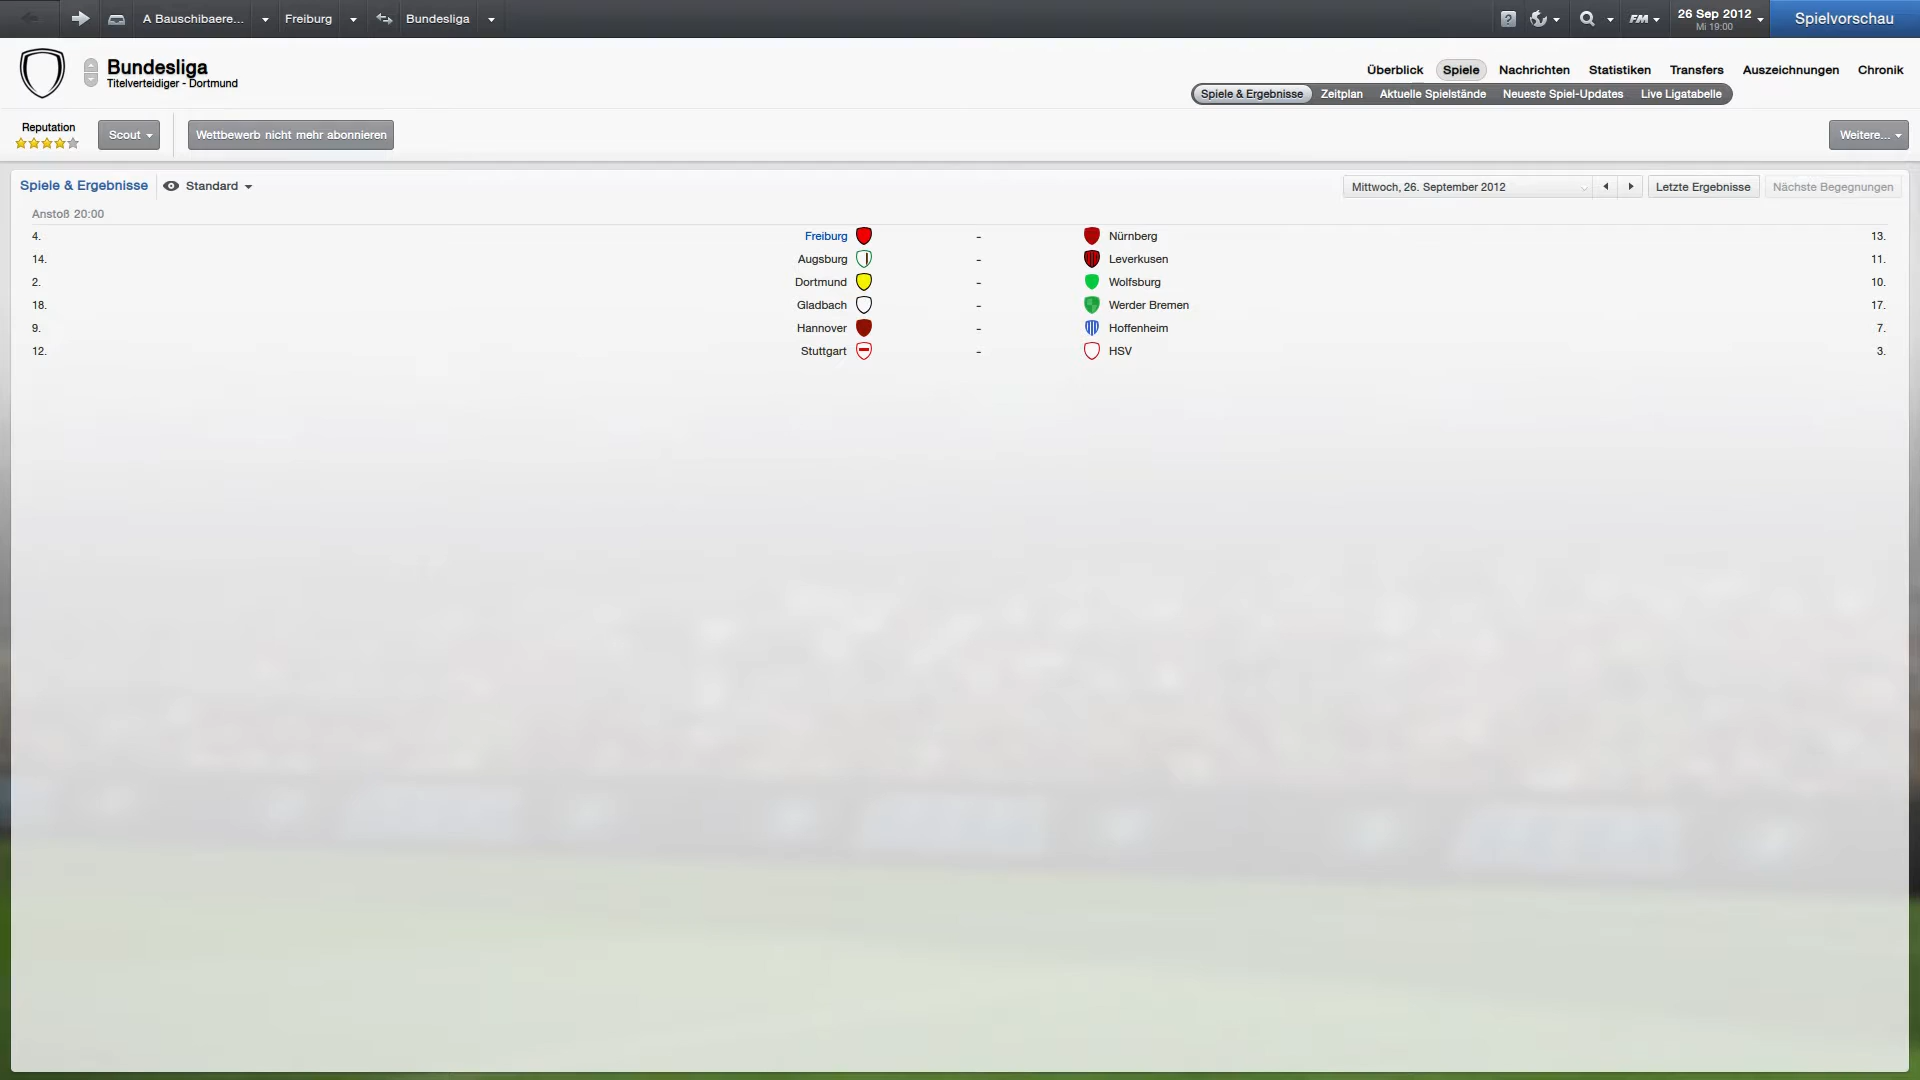 A Bauschibaere... Freiburg Bundesliga ? FM 26 Sep 2012 Spielvorschau
Mi 19:00
Bundesliga
Titelverteidiger - Dortmund
Überblick Spiele Nachrichten Statistiken Transfers Auszeichnungen Chronik
Spiele & Ergebnisse Zeitplan Aktuelle Spielstände Neueste Spiel-Updates Live Ligatabelle
Reputation
Scout Wettbewerb nicht mehr abonnieren Weitere...
Spiele & Ergebnisse Standard Mittwoch, 26. September 2012 Letzte Ergebnisse Nächste Begegnungen
Anstoß 20:00
4. Freiburg - Nürnberg 13.
14. Augsburg - Leverkusen 11.
2. Dortmund - Wolfsburg 10.
18. Gladbach - Werder Bremen 17.
9. Hannover - Hoffenheim 7.
12. Stuttgart - HSV 3.